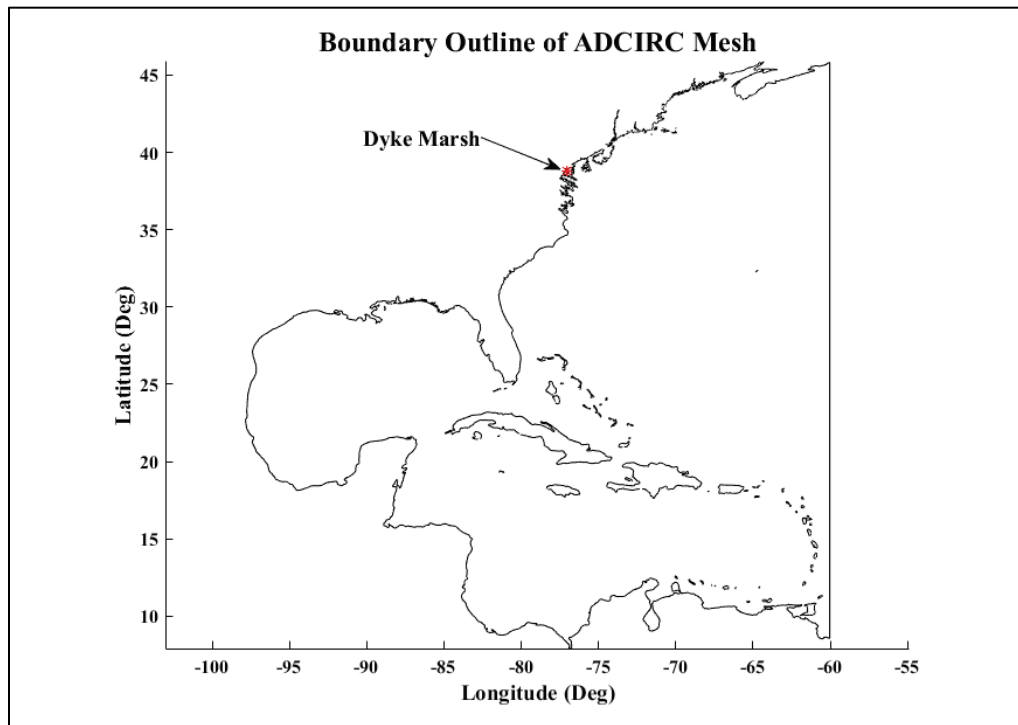 Boundary Outline of ADCIRC Mesh
45
Dyke Marsh
40
35
30
25
20
15
10
Latitude (Deg)
-100 -95 -90 -85 -80 -75 -70 -65 -60 -55
Longitude (Deg)